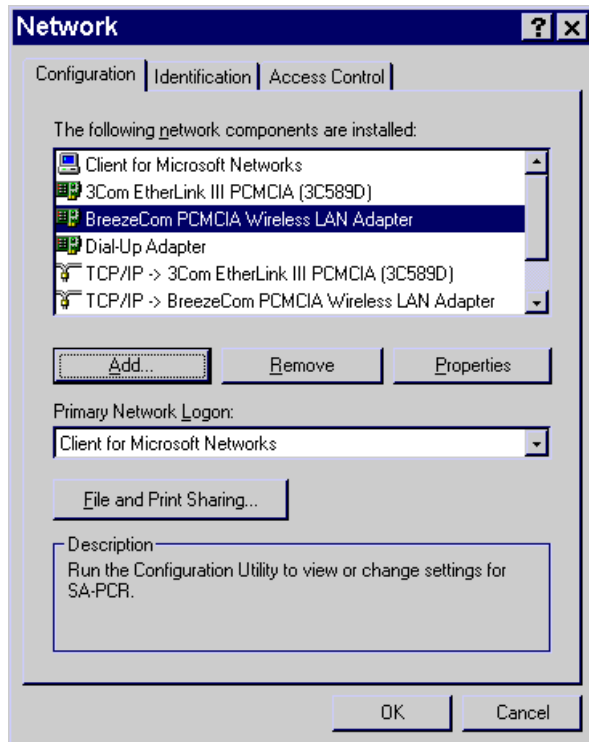 Network
Configuration Identification Access Control
The following network components are installed:
Client for Microsoft Networks
3Com EtherLink III PCMCIA (3C589D)
BreezeCom PCMCIA Wireless LAN Adapter
Dial-Up Adapter
TCP/IP -> 3Com EtherLink III PCMCIA (3C589D)
TCP/IP -> BreezeCom PCMCIA Wireless LAN Adapter
Add... Remove Properties
Primary Network Logon:
Client for Microsoft Networks
File and Print Sharing...
Description
Run the Configuration Utility to view or change settings for
SA-PCR.
OK Cancel